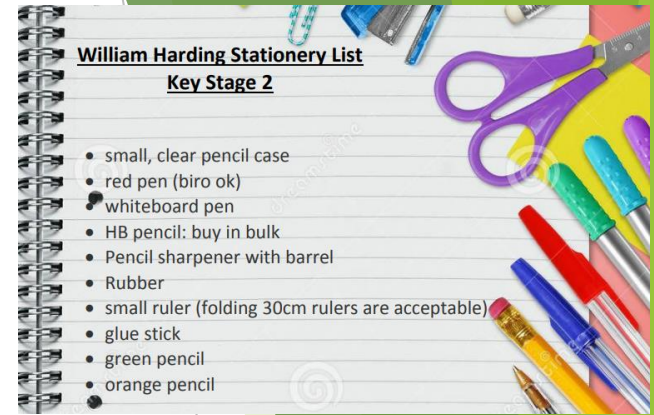 William Harding Stationery List
Key Stage 2
• small, clear pencil case
• red pen (biro ok)
• whiteboard pen
• HB pencil: buy in bulk
• Pencil sharpener with barrel
• Rubber
• small ruler (folding 30cm rulers are acceptable)
• glue stick
• green pencil
• orange pencil